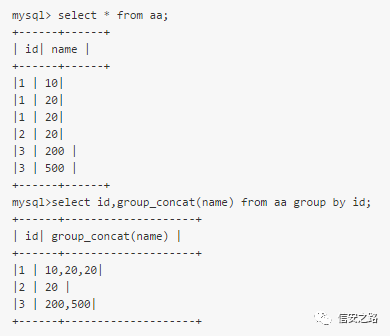 mysql> select * from aa;
+------+------+
| id| name |
+------+------+
|1 | 10|
|1 | 20|
|1 | 20|
|2 | 20|
|3 | 200 |
|3 | 500 |
+------+------+
mysql>select id,group_concat(name) from aa group by id;
+------+--------------------+
| id| group_concat(name) |
+------+--------------------+
|1 | 10,20,20|
|2 | 20 |
|3 | 200,500|
+------+--------------------+
信安之路